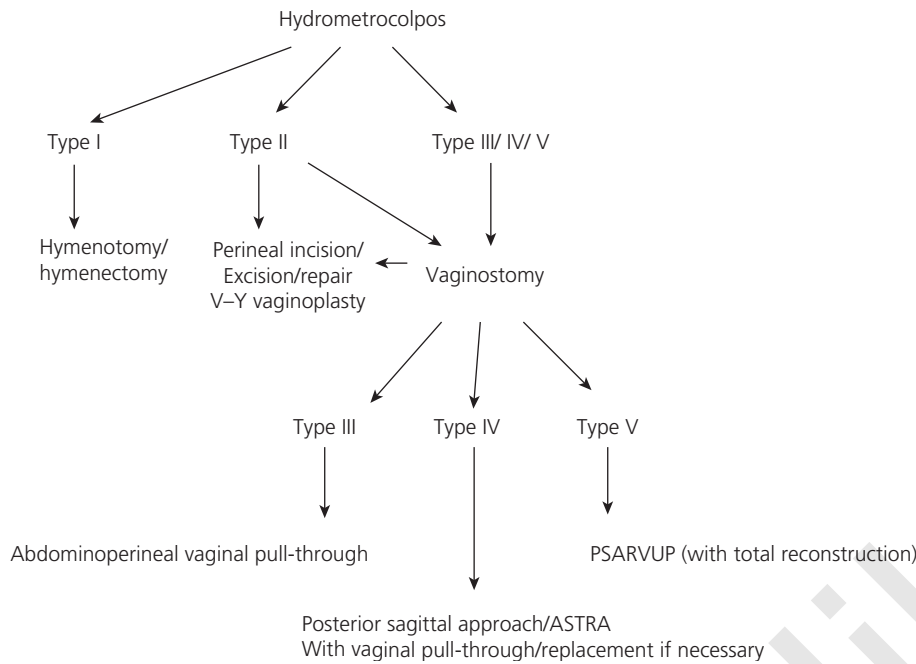 Hydrometrocolpos
Type I
Type II
Type III/ IV/ V
Hymenotomy/
hymenectomy
Perineal incision/
Excision/repair
V–Y vaginoplasty
Vaginostomy
Type III
Type IV
Type V
Abdominoperineal vaginal pull-through
PSARVUP (with total reconstruction)
Posterior sagittal approach/ASTRA
With vaginal pull-through/replacement if necessary